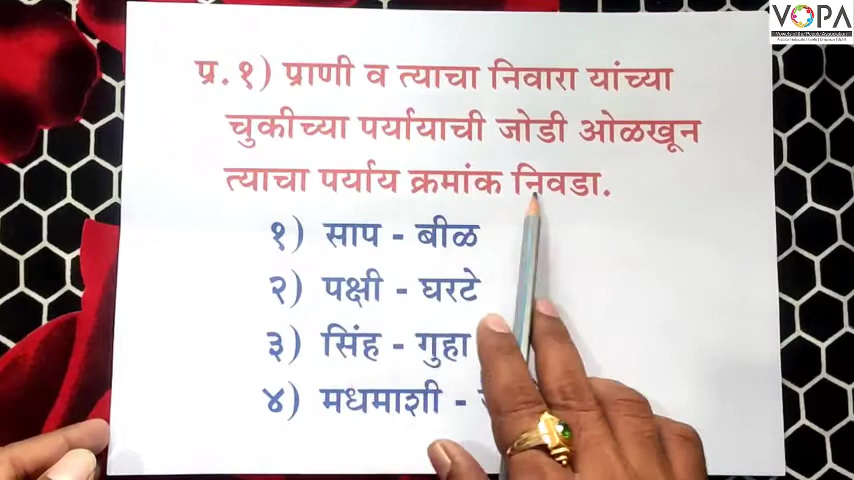 VOPA
प्र. १) प्राणी व त्याचा निवारा यांच्या
चुकीच्या पर्यायाची जोडी ओळखून
त्याचा पर्याय क्रमांक निवडा.
१) साप - बीळ
२) पक्षी - घरटे
३) सिंह - गुहा
४) मधमाशी -